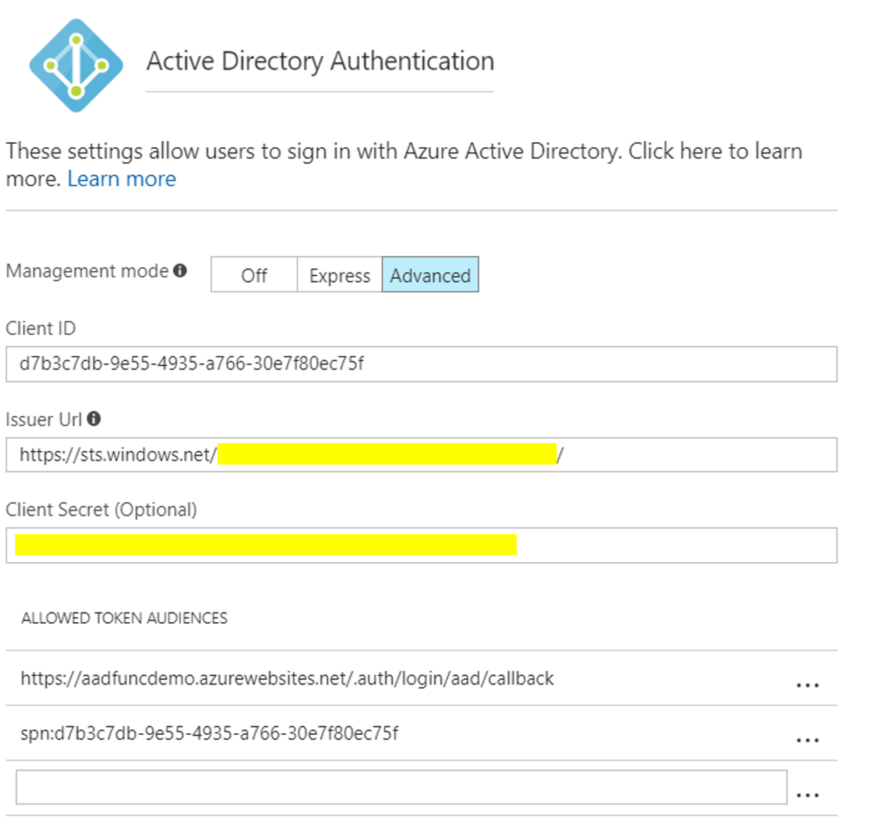 Active Directory Authentication
These settings allow users to sign in with Azure Active Directory. Click here to learn
more. Learn more
Management mode Off Express Advanced
Client ID
d7b3c7db-9e55-4935-a766-30e7f80ec75f
Issuer Url
https://sts.windows.net/ /
Client Secret (Optional)
ALLOWED TOKEN AUDIENCES
https://aadfuncdemo.azurewebsites.net/.auth/login/aad/callback ...
spn:d7b3c7db-9e55-4935-a766-30e7f80ec75f ...
...